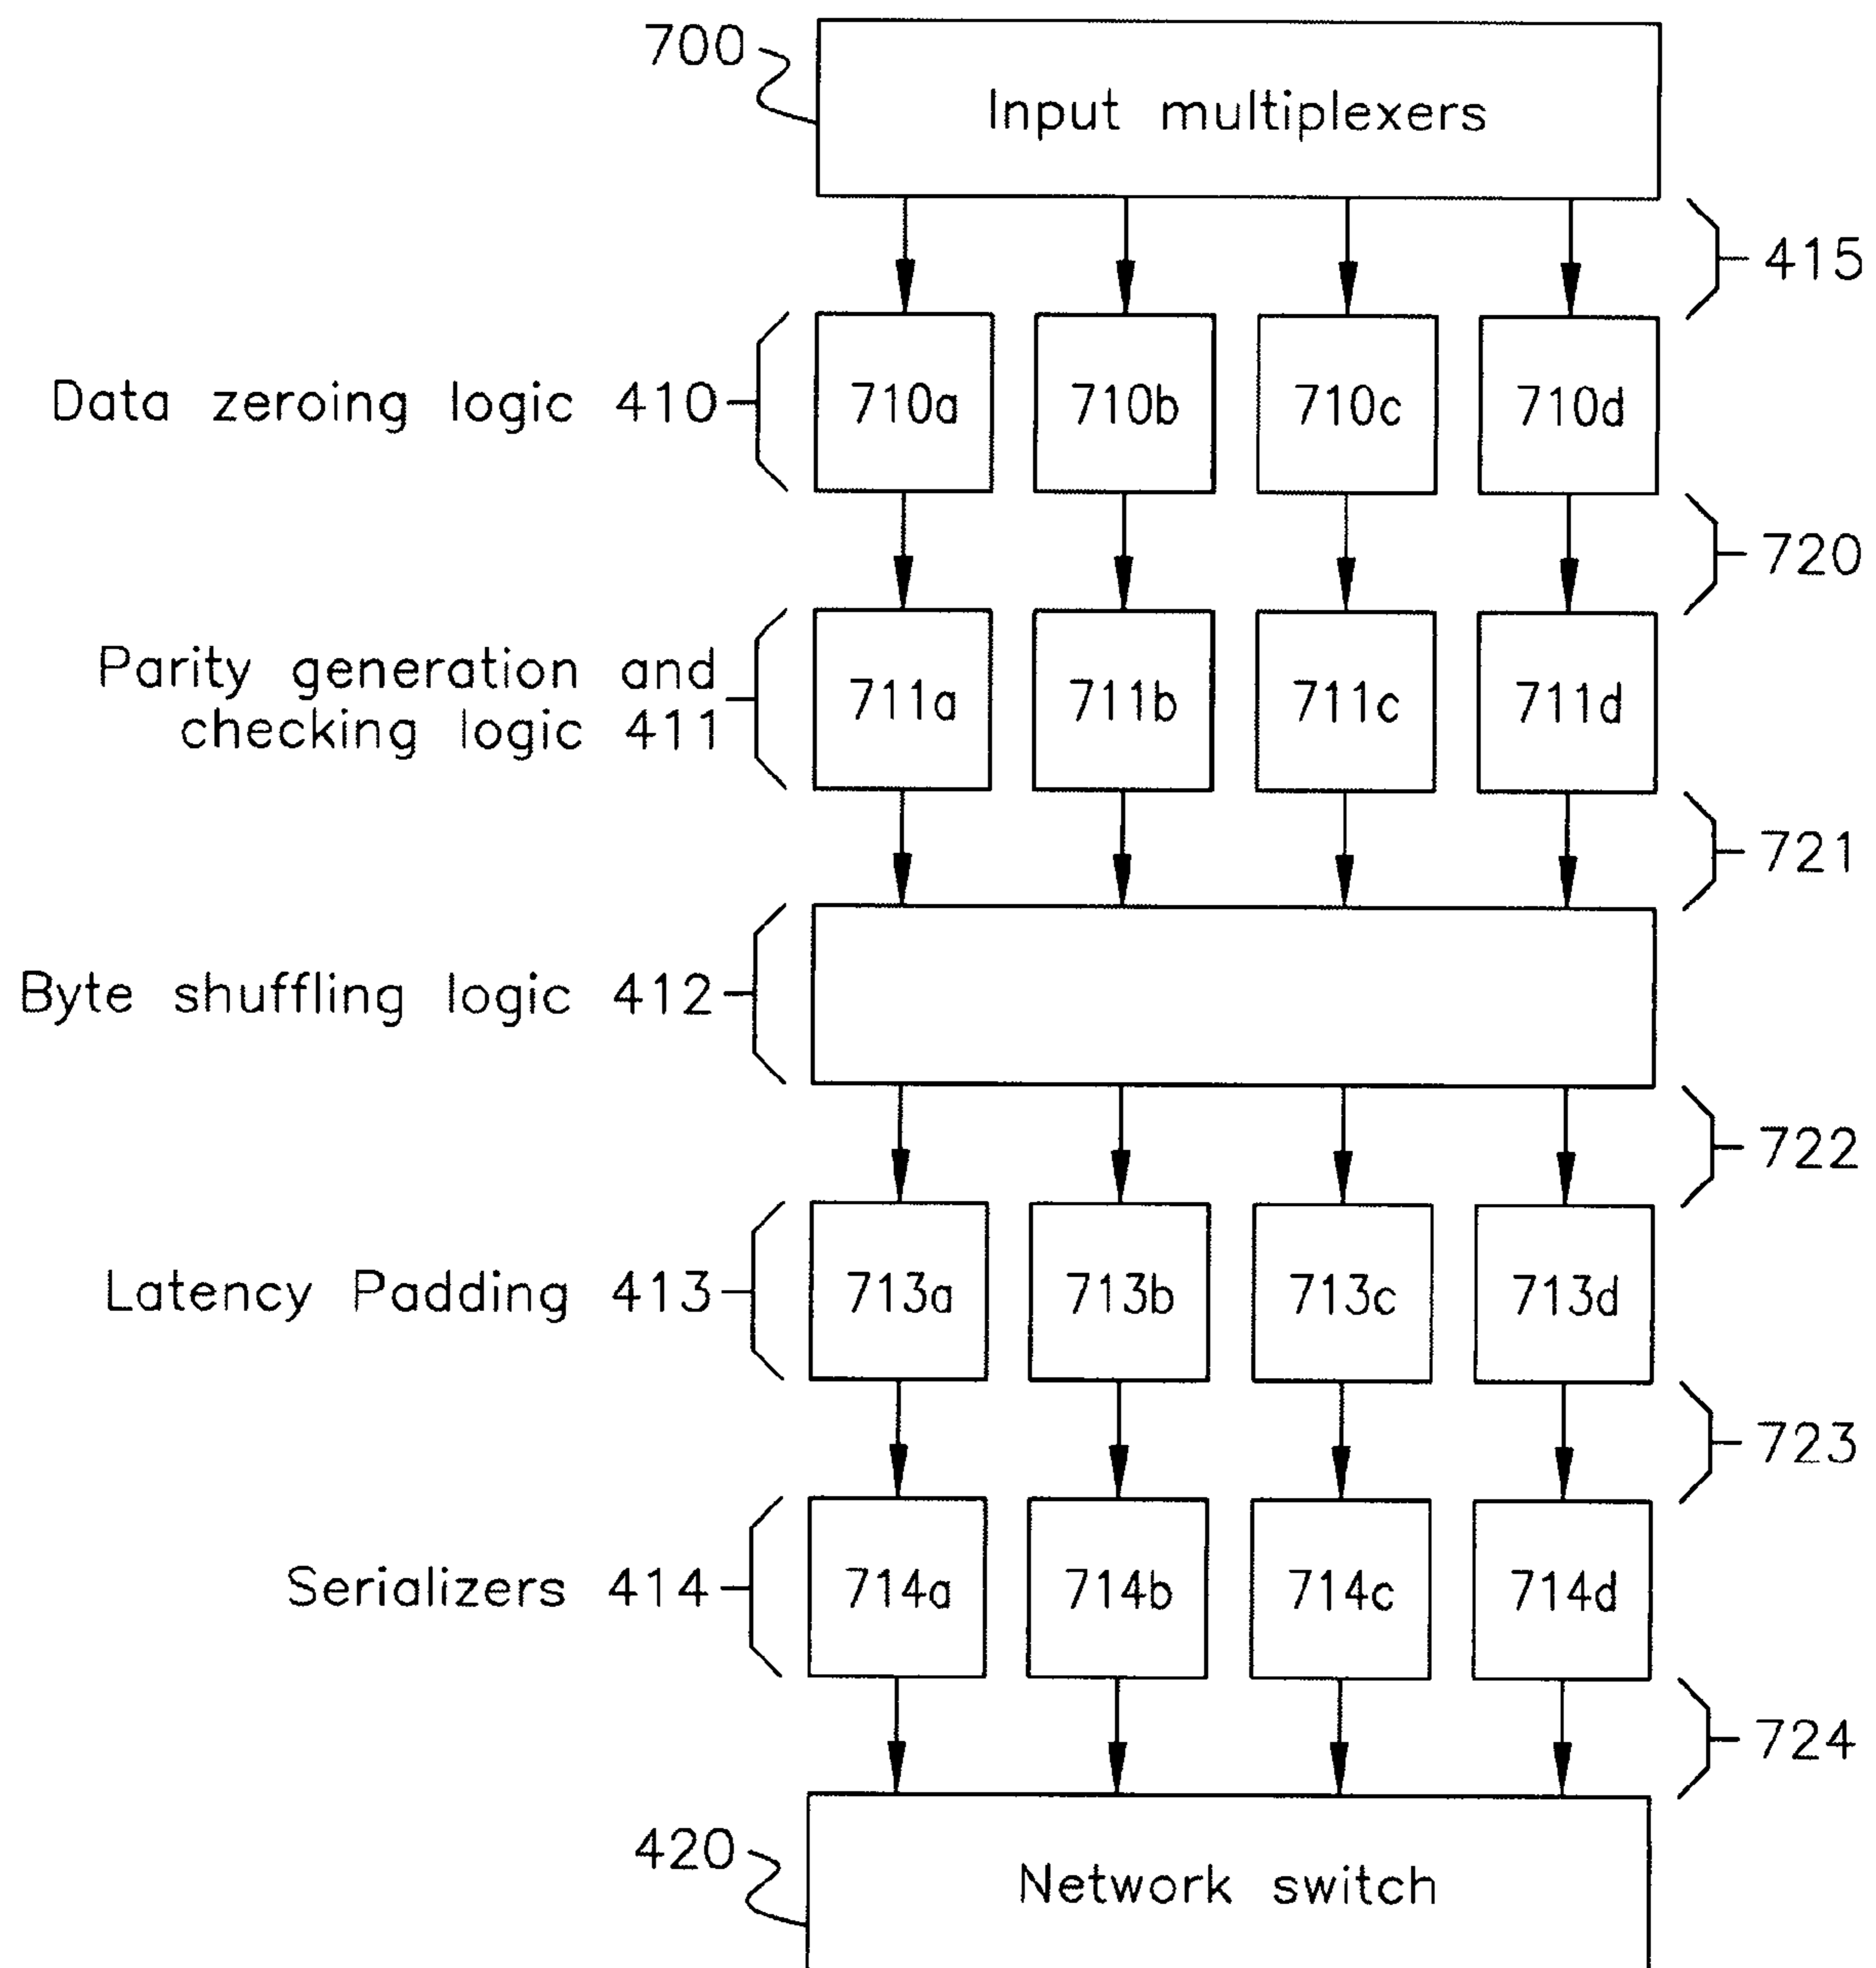 700
Input multiplexers
415
Data zeroing logic 410
710a 710b 710c 710d
720
Parity generation and
checking logic 411
711a 711b 711c 711d
721
Byte shuffling logic 412
722
Latency Padding 413
713a 713b 713c 713d
723
Serializers 414
714a 714b 714c 714d
724
420
Network switch